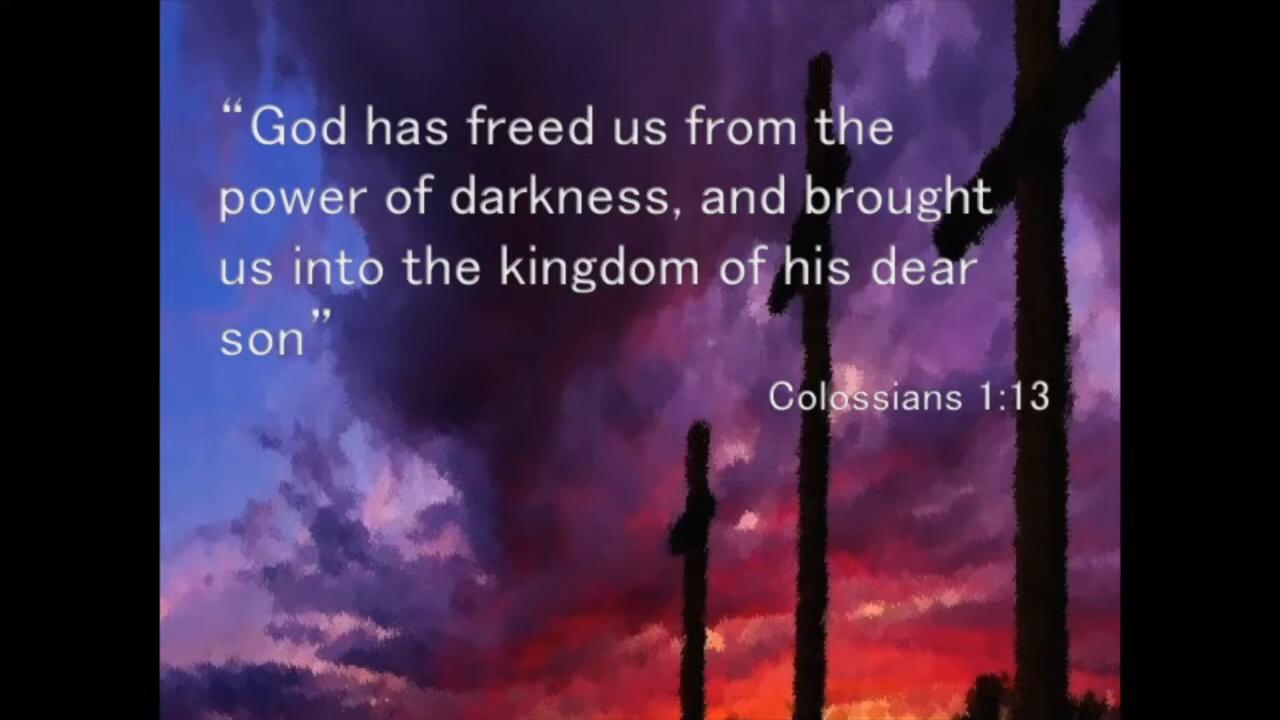 “God has freed us from the
power of darkness, and brought
us into the kingdom of his dear
son”
Colossians 1:13